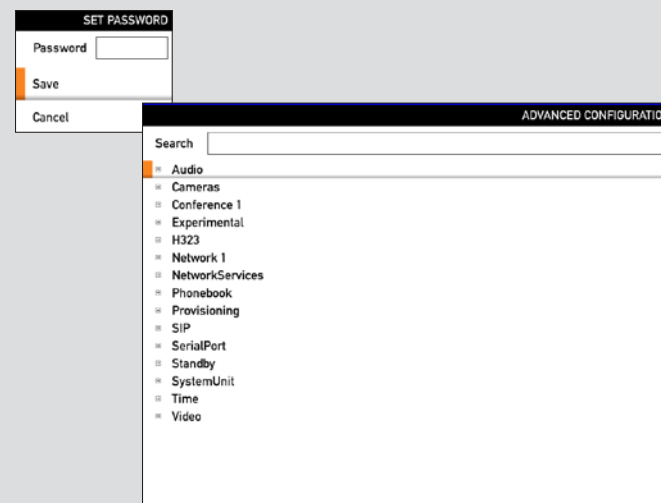 SET PASSWORD
Password
Save
Cancel
ADVANCED CONFIGURATIO
Search
Audio
Cameras
Conference 1
Experimental
H323
Network 1
NetworkServices
Phonebook
Provisioning
SIP
SerialPort
Standby
SystemUnit
Time
Video